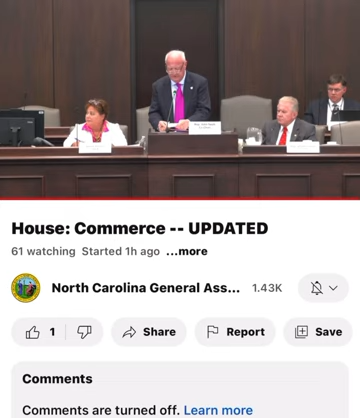 House: Commerce -- UPDATED
61 watching Started 1h ago ...more
North Carolina General Ass... 1.43K
1 Share Report Save
Comments
Comments are turned off. Learn more